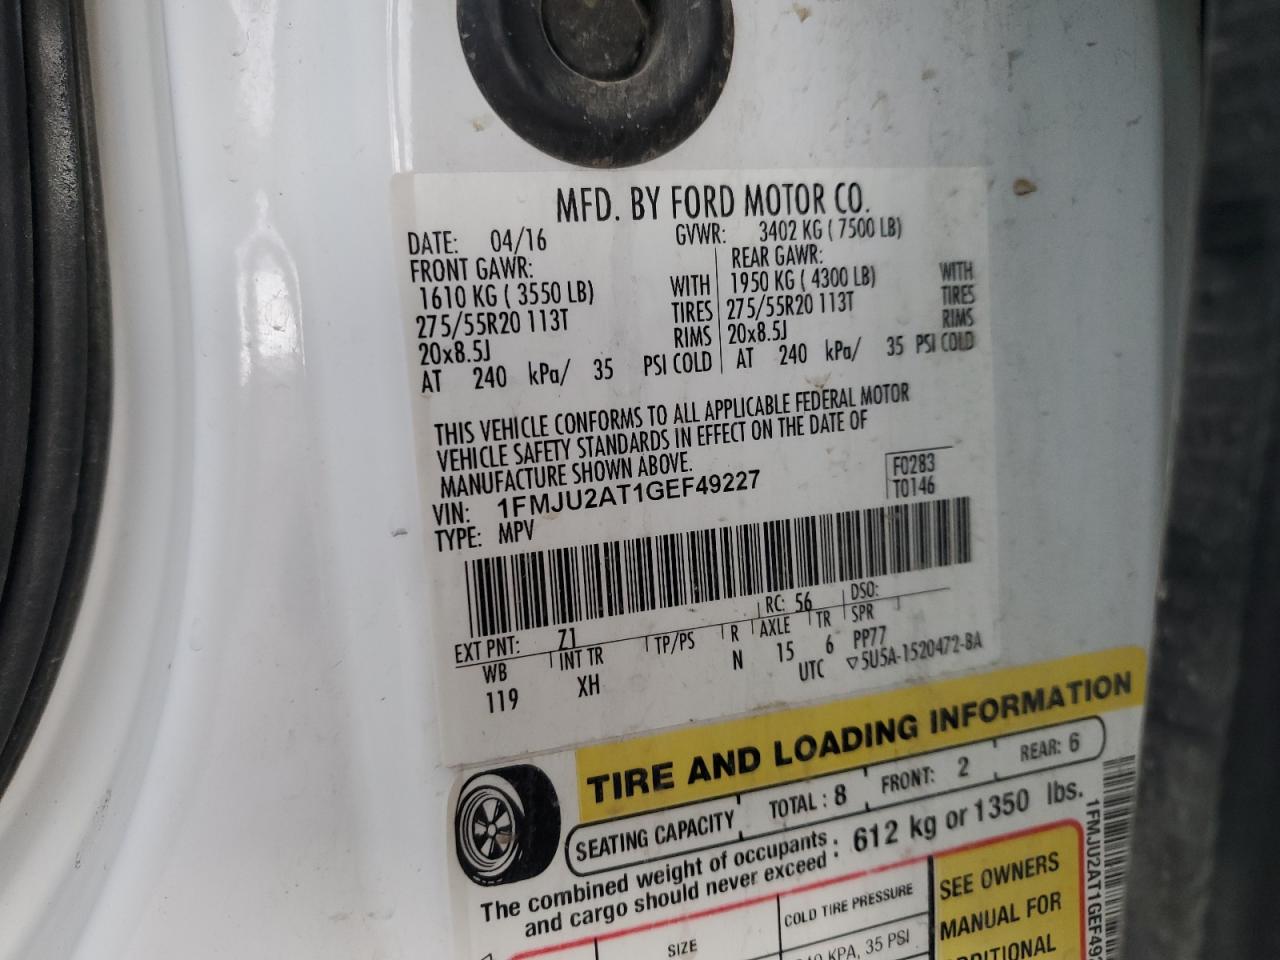 MFD. BY FORD MOTOR CO.
DATE: 04/16 GVWR: 3402 KG ( 7500 LB)
FRONT GAWR: REAR GAWR:
1610 KG ( 3550 LB) WITH 1950 KG ( 4300 LB) WITH
275/55R20 113T TIRES 275/55R20 113T TIRES
20x8.5J RIMS 20x8.5J RIMS
AT 240 kPa/ 35 PSI COLD AT 240 kPa/ 35 PSI COLD
THIS VEHICLE CONFORMS TO ALL APPLICABLE FEDERAL MOTOR
VEHICLE SAFETY STANDARDS IN EFFECT ON THE DATE OF
MANUFACTURE SHOWN ABOVE.
F0283
VIN: 1FMJU2AT1GEF49227
T0146
TYPE: MPV
EXT PNT: Z1 RC: 56 DSO:
WB INT TR TP/PS R AXLE TR SPR
119 XH N 15 6 PP77
UTC ▽5U5A-1520472-BA
TIRE AND LOADING INFORMATION
SEATING CAPACITY TOTAL : 8 FRONT: 2 REAR: 6
The combined weight of occupants
and cargo should never exceed : 612 kg or 1350 lbs.
SIZE COLD TIRE PRESSURE SEE OWNERS
KPA, 35 PSI MANUAL FOR
1FMJU2AT1GEF49